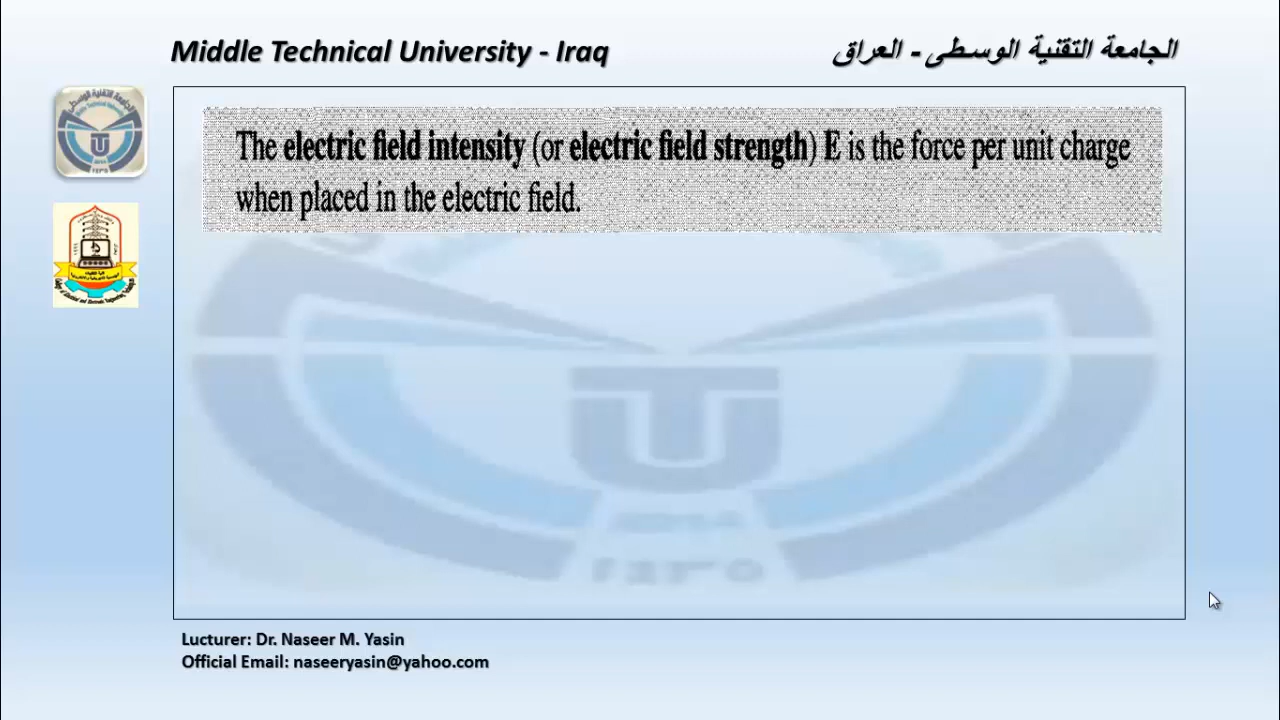 Middle Technical University - Iraq
الجامعة التقنية الوسطى - العراق
The electric field intensity (or electric field strength) E is the force per unit charge
when placed in the electric field.
Lucturer: Dr. Naseer M. Yasin
Official Email: naseeryasin@yahoo.com